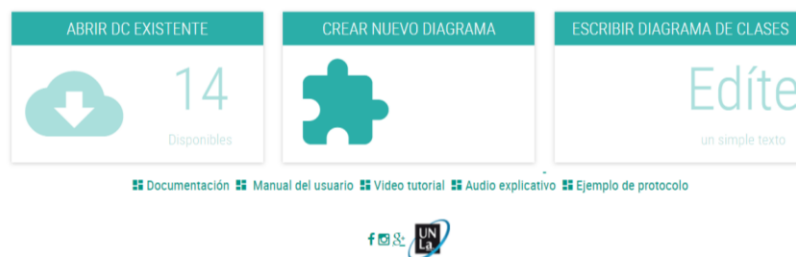 ABRIR DC EXISTENTE
14
Disponibles
CREAR NUEVO DIAGRAMA
ESCRIBIR DIAGRAMA DE CLASES
Edíte
un simple texto
Documentación Manual del usuario Video tutorial Audio explicativo Ejemplo de protocolo
UN
La